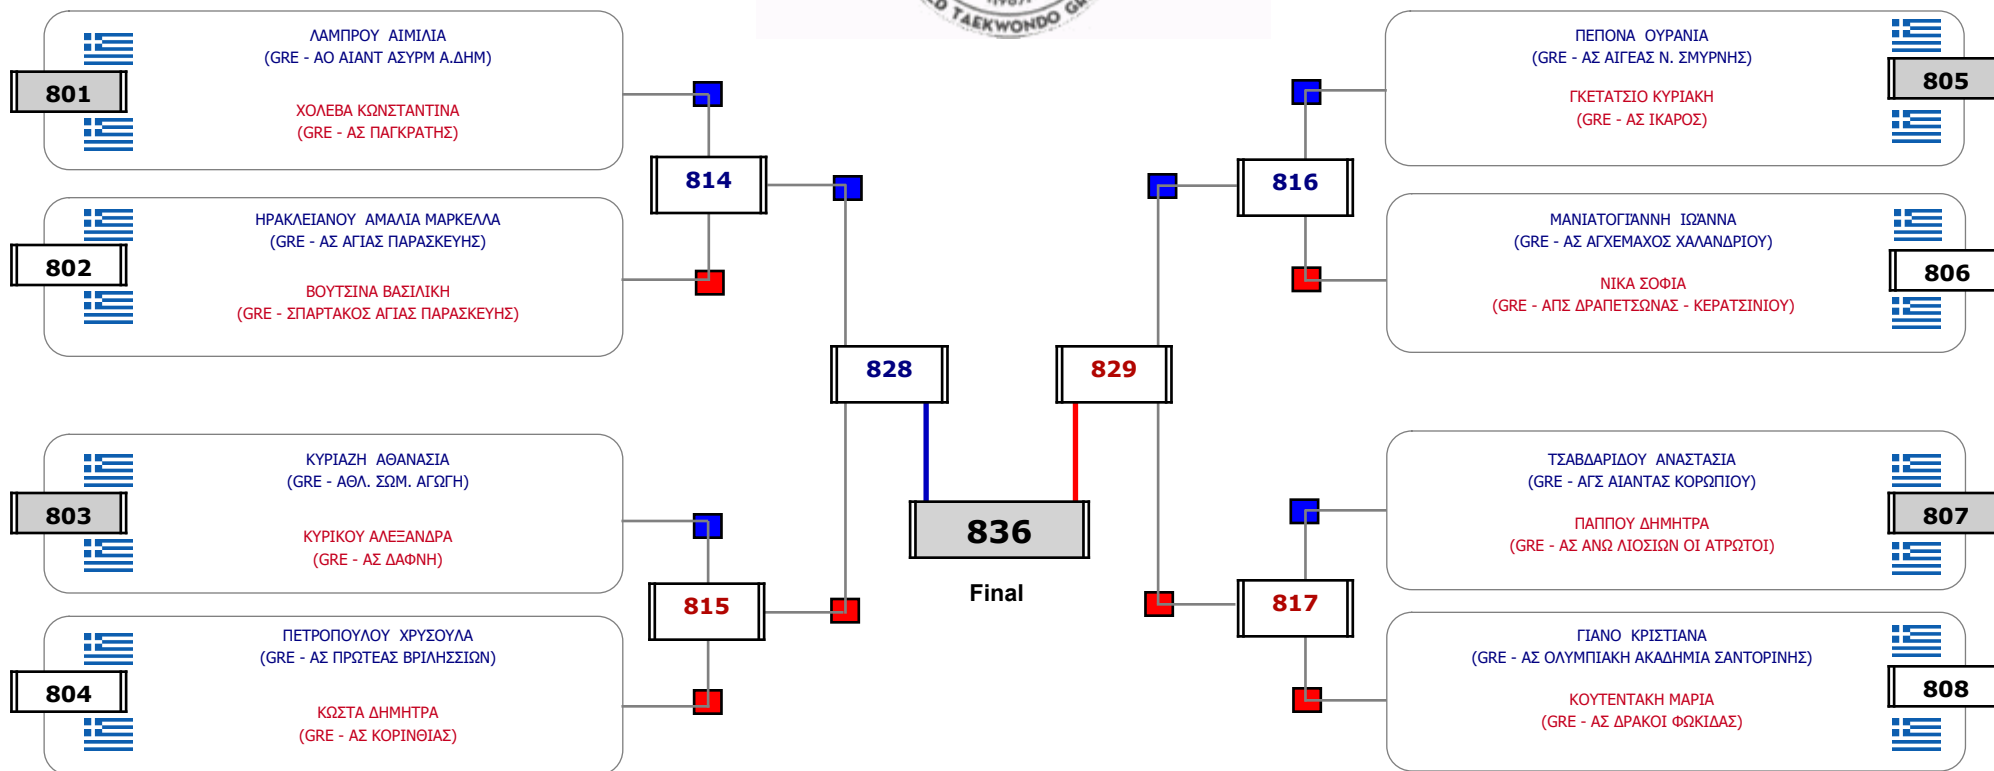 TAEKWONDO
ΛΑΜΠΡΟΥ ΑΙΜΙΛΙΑ
(GRE - ΑΟ ΑΙΑΝΤ ΑΣΥΡΜ Α.ΔΗΜ)
801
ΧΟΛΕΒΑ ΚΩΝΣΤΑΝΤΙΝΑ
(GRE - ΑΣ ΠΑΓΚΡΑΤΗΣ)
814
ΗΡΑΚΛΕΙΑΝΟΥ ΑΜΑΛΙΑ ΜΑΡΚΕΛΛΑ
(GRE - ΑΣ ΑΓΙΑΣ ΠΑΡΑΣΚΕΥΗΣ)
802
ΒΟΥΤΣΙΝΑ ΒΑΣΙΛΙΚΗ
(GRE - ΣΠΑΡΤΑΚΟΣ ΑΓΙΑΣ ΠΑΡΑΣΚΕΥΗΣ)
828
ΚΥΡΙΑΖΗ ΑΘΑΝΑΣΙΑ
(GRE - ΑΘΛ. ΣΩΜ. ΑΓΩΓΗ)
803
ΚΥΡΙΚΟΥ ΑΛΕΞΑΝΔΡΑ
(GRE - ΑΣ ΔΑΦΝΗ)
815
ΠΕΤΡΟΠΟΥΛΟΥ ΧΡΥΣΟΥΛΑ
(GRE - ΑΣ ΠΡΩΤΕΑΣ ΒΡΙΛΗΣΣΙΩΝ)
804
ΚΩΣΤΑ ΔΗΜΗΤΡΑ
(GRE - ΑΣ ΚΟΡΙΝΘΙΑΣ)
836
Final
ΠΕΠΟΝΑ ΟΥΡΑΝΙΑ
(GRE - ΑΣ ΑΙΓΕΑΣ Ν. ΣΜΥΡΝΗΣ)
805
ΓΚΕΤΑΤΣΙΟ ΚΥΡΙΑΚΗ
(GRE - ΑΣ ΙΚΑΡΟΣ)
816
ΜΑΝΙΑΤΟΓΙΆΝΝΗ ΙΩΆΝΝΑ
(GRE - ΑΣ ΑΓΧΕΜΑΧΟΣ ΧΑΛΑΝΔΡΙΟΥ)
806
ΝΙΚΑ ΣΟΦΙΑ
(GRE - ΑΠΣ ΔΡΑΠΕΤΣΩΝΑΣ - ΚΕΡΑΤΣΙΝΙΟΥ)
829
ΤΣΑΒΔΑΡΙΔΟΥ ΑΝΑΣΤΑΣΙΑ
(GRE - ΑΓΣ ΑΙΑΝΤΑΣ ΚΟΡΩΠΙΟΥ)
807
ΠΑΠΠΟΥ ΔΗΜΗΤΡΑ
(GRE - ΑΣ ΑΝΩ ΛΙΟΣΙΩΝ ΟΙ ΑΤΡΩΤΟΙ)
817
ΓΙΑΝΟ ΚΡΙΣΤΙΑΝΑ
(GRE - ΑΣ ΟΛΥΜΠΙΑΚΗ ΑΚΑΔΗΜΙΑ ΣΑΝΤΟΡΙΝΗΣ)
808
ΚΟΥΤΕΝΤΑΚΗ ΜΑΡΙΑ
(GRE - ΑΣ ΔΡΑΚΟΙ ΦΩΚΙΔΑΣ)